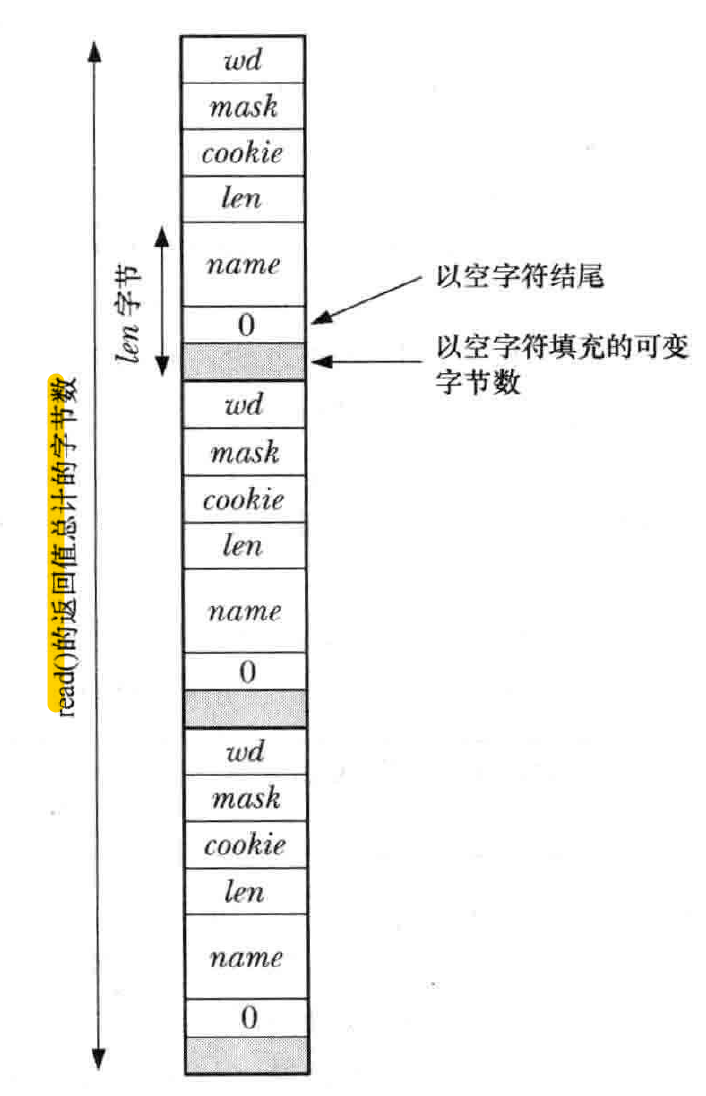 wd
mask
cookie
len
name
0
wd
mask
cookie
len
name
0
wd
mask
cookie
len
name
0
len 字节
read()的返回值总计的字节数
以空字符结尾
以空字符填充的可变
字节数